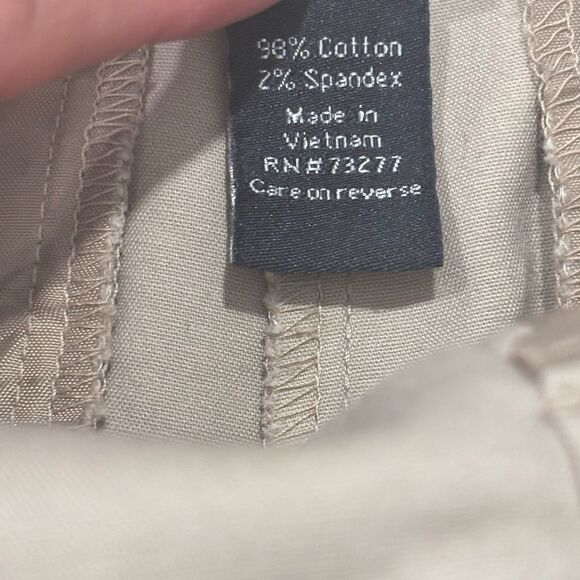 98% Cotton
2% Spandex
Made in
Vietnam
RN#73277
Care on reverse